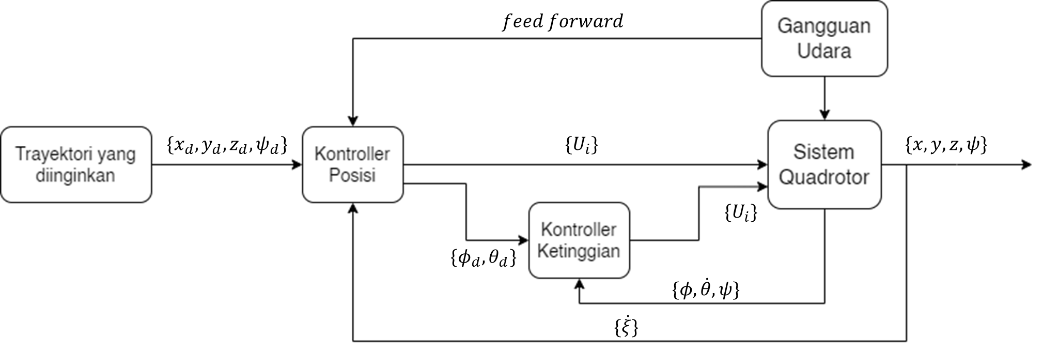 feed forward
Gangguan
Udara
Trayektori yang
diinginkan
{x_d, y_d, z_d, ψ_d}
Kontroller
Posisi
{U_i}
Sistem
Quadrotor
{x, y, z, ψ}
{ϕ_d, θ_d}
Kontroller
Ketinggian
{U_i}
{ϕ, θ̇, ψ}
{ξ̇}